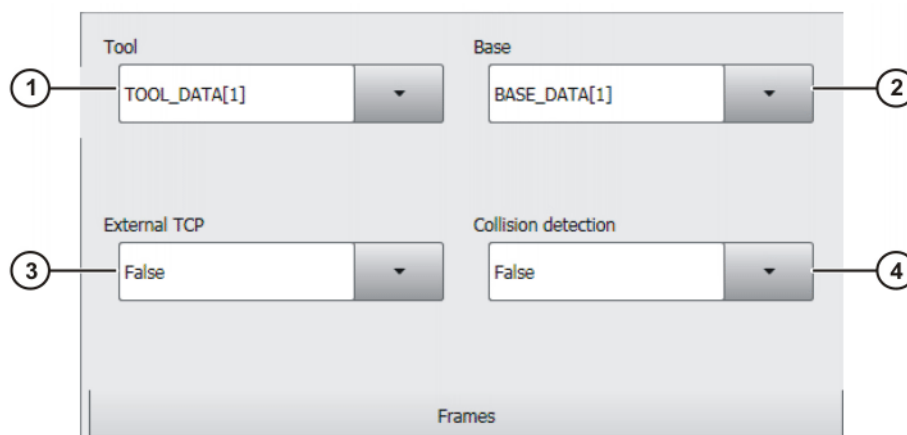 Tool Base
1 TOOL_DATA[1] BASE_DATA[1] 2
External TCP Collision detection
3 False False 4
Frames